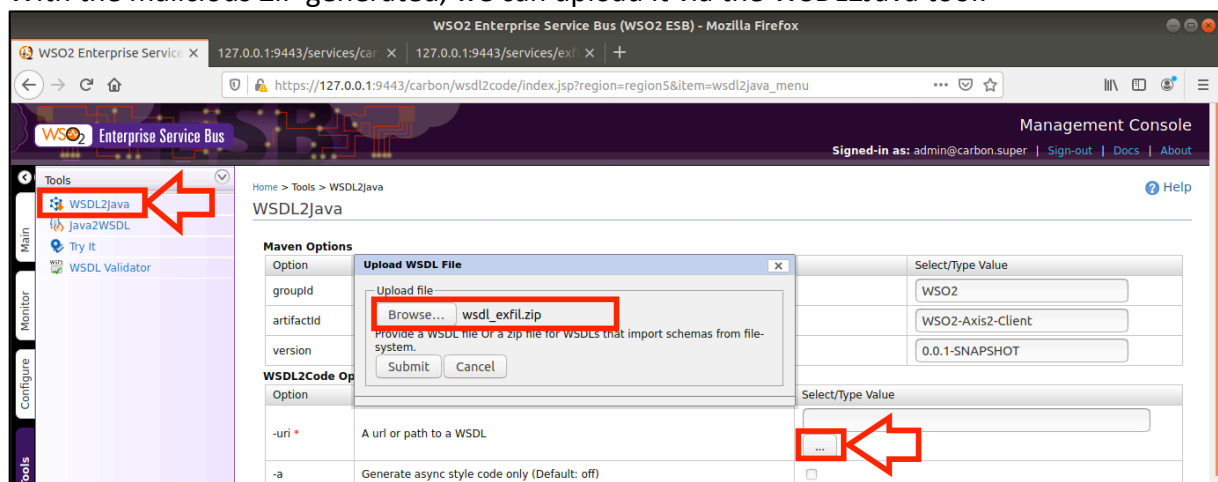 With the malicious ZIP generated, we can upload it via the WSDL2Java tool:
WSO2 Enterprise Service Bus (WSO2 ESB) - Mozilla Firefox
WSO2 Enterprise Service
127.0.0.1:9443/services/car
127.0.0.1:9443/services/exfi
https://127.0.0.1:9443/carbon/wsdl2code/index.jsp?region=region5&item=wsdl2java_menu
WSO2 Enterprise Service Bus
Management Console
Signed-in as: admin@carbon.super | Sign-out | Docs | About
Tools
WSDL2Java
Java2WSDL
Try It
WSDL Validator
Main
Monitor
Configure
Tools
Home > Tools > WSDL2Java
Help
WSDL2Java
Maven Options
Option
Select/Type Value
groupId
WSO2
artifactId
WSO2-Axis2-Client
version
0.0.1-SNAPSHOT
Upload WSDL File
Upload file
Browse... wsdl_exfil.zip
Provide a WSDL file Or a zip file for WSDLs that import schemas from file-
system.
Submit Cancel
WSDL2Code Op
Option
Select/Type Value
-uri * A url or path to a WSDL
...
-a Generate async style code only (Default: off)